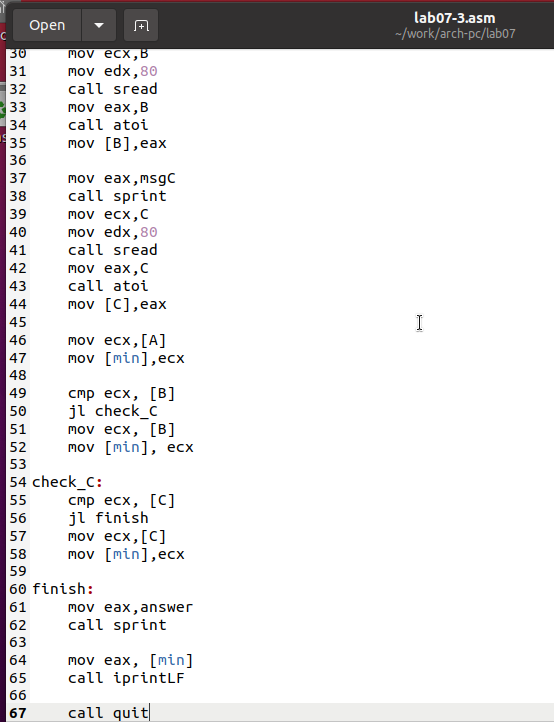 Open
lab07-3.asm
~/work/arch-pc/lab07
30 mov ecx,B
31 mov edx,80
32 call sread
33 mov eax,B
34 call atoi
35 mov [B],eax
36
37 mov eax,msgC
38 call sprint
39 mov ecx,C
40 mov edx,80
41 call sread
42 mov eax,C
43 call atoi
44 mov [C],eax
45
46 mov ecx,[A]
47 mov [min],ecx
48
49 cmp ecx, [B]
50 jl check_C
51 mov ecx, [B]
52 mov [min], ecx
53
54 check_C:
55 cmp ecx, [C]
56 jl finish
57 mov ecx,[C]
58 mov [min],ecx
59
60 finish:
61 mov eax,answer
62 call sprint
63
64 mov eax, [min]
65 call iprintLF
66
67 call quit